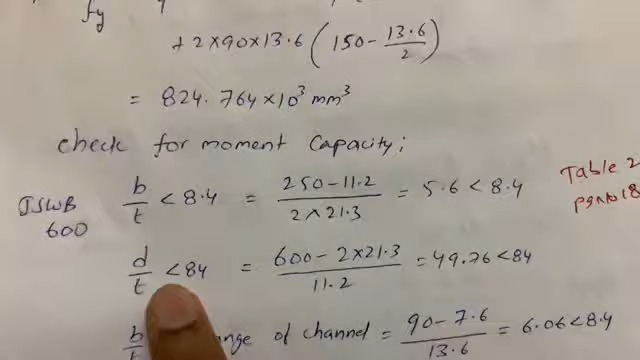 fy
+ 2×90×13.6 (150 - 13.6/2)
= 824.764×10³ mm³
check for moment capacity;
ISWB 600
b/t < 8.4 = 250-11.2/2×21.3 = 5.6 < 8.4
Table 2
pg no 18
d/t < 84 = 600 - 2×21.3/11.2 = 49.76 < 84
b/t of channel = 90-7.6/13.6 = 6.06 < 8.4